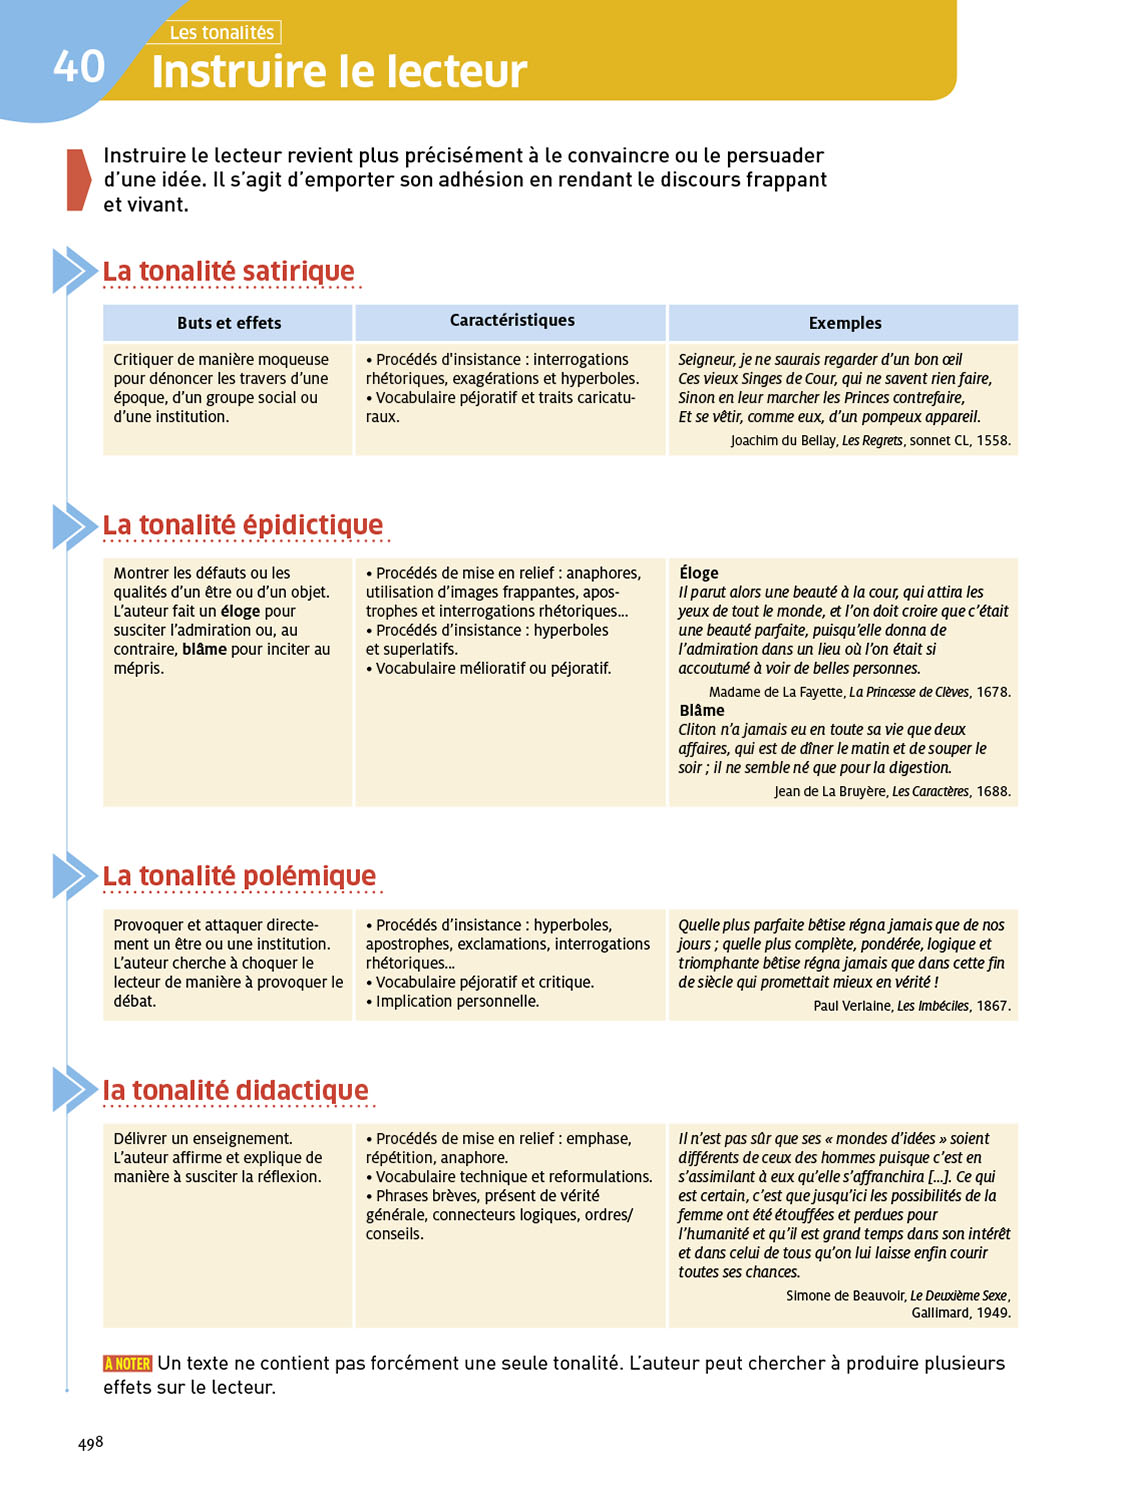 Les tonalités
40
Instruire le lecteur
Instruire le lecteur revient plus précisément à le convaincre ou le persuader
d'une idée. Il s'agit d'emporter son adhésion en rendant le discours frappant
et vivant.
La tonalité satirique
Buts et effets
Caractéristiques
Exemples
Critiquer de manière moqueuse
pour dénoncer les travers d'une
époque, d'un groupe social ou
d'une institution.
• Procédés d'insistance : interrogations
rhétoriques, exagérations et hyperboles.
• Vocabulaire péjoratif et traits caricatu-
raux.
Seigneur, je ne saurais regarder d'un bon œil
Ces vieux Singes de Cour, qui ne savent rien faire,
Sinon en leur marcher les Princes contrefaire,
Et se vêtir, comme eux, d'un pompeux appareil.
Joachim du Bellay, Les Regrets, sonnet CL, 1558.
La tonalité épidictique
Montrer les défauts ou les
qualités d'un être ou d'un objet.
L'auteur fait un éloge pour
susciter l'admiration ou, au
contraire, blâme pour inciter au
mépris.
• Procédés de mise en relief : anaphores,
utilisation d'images frappantes, apos-
trophes et interrogations rhétoriques...
• Procédés d'insistance : hyperboles
et superlatifs.
• Vocabulaire mélioratif ou péjoratif.
Éloge
Il parut alors une beauté à la cour, qui attira les
yeux de tout le monde, et l'on doit croire que c'était
une beauté parfaite, puisqu'elle donna de
l'admiration dans un lieu où l'on était si
accoutumé à voir de belles personnes.
Madame de La Fayette, La Princesse de Clèves, 1678.
Blâme
Cliton n'a jamais eu en toute sa vie que deux
affaires, qui est de dîner le matin et de souper le
soir ; il ne semble né que pour la digestion.
Jean de La Bruyère, Les Caractères, 1688.
La tonalité polémique
Provoquer et attaquer directe-
ment un être ou une institution.
L'auteur cherche à choquer le
lecteur de manière à provoquer le
débat.
• Procédés d'insistance : hyperboles,
apostrophes, exclamations, interrogations
rhétoriques...
• Vocabulaire péjoratif et critique.
• Implication personnelle.
Quelle plus parfaite bêtise régna jamais que de nos
jours ; quelle plus complète, pondérée, logique et
triomphante bêtise régna jamais que dans cette fin
de siècle qui promettait mieux en vérité !
Paul Verlaine, Les Imbéciles, 1867.
la tonalité didactique
Délivrer un enseignement.
L'auteur affirme et explique de
manière à susciter la réflexion.
• Procédés de mise en relief : emphase,
répétition, anaphore.
• Vocabulaire technique et reformulations.
• Phrases brèves, présent de vérité
générale, connecteurs logiques, ordres/
conseils.
Il n'est pas sûr que ses « mondes d'idées » soient
différents de ceux des hommes puisque c'est en
s'assimilant à eux qu'elle s'affranchira [...]. Ce qui
est certain, c'est que jusqu'ici les possibilités de la
femme ont été étouffées et perdues pour
l'humanité et qu'il est grand temps dans son intérêt
et dans celui de tous qu'on lui laisse enfin courir
toutes ses chances.
Simone de Beauvoir, Le Deuxième Sexe,
Gallimard, 1949.
À NOTER Un texte ne contient pas forcément une seule tonalité. L'auteur peut chercher à produire plusieurs
effets sur le lecteur.
498